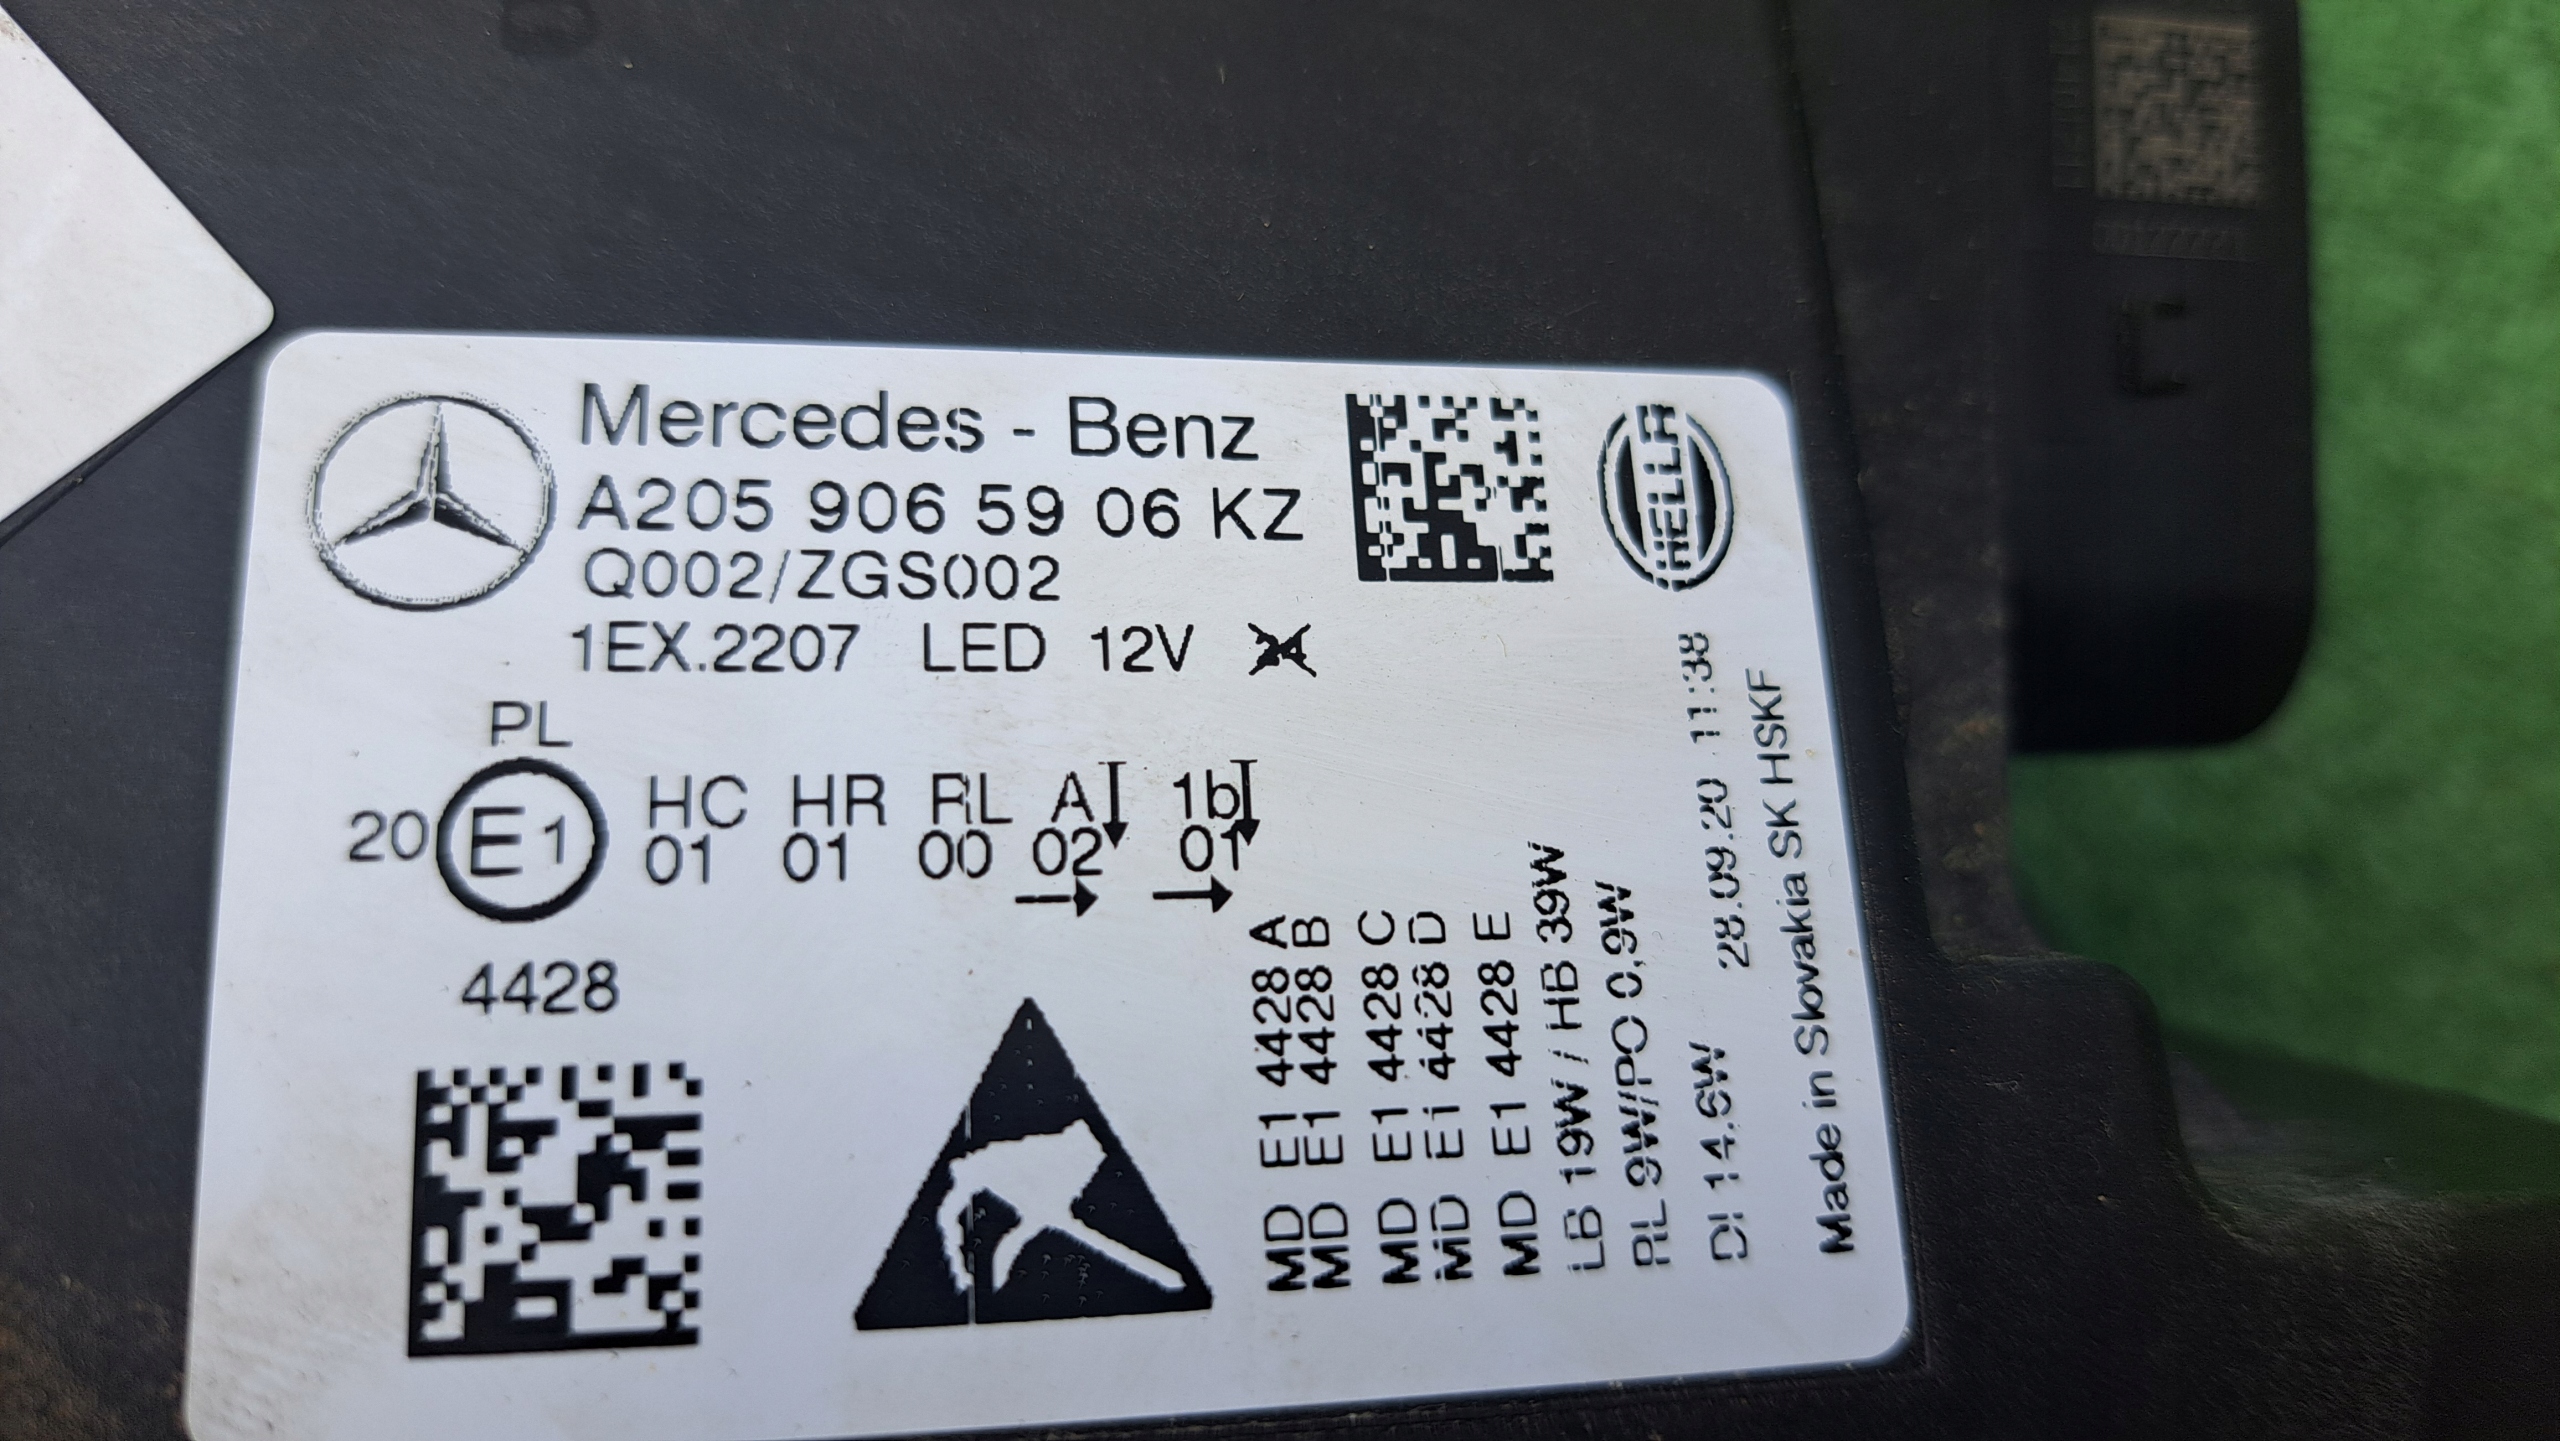 Mercedes - Benz
A205 906 59 06 KZ
Q002/ZGS002
1EX.2207 LED 12V 24
HELLA
PL
20 E1 HC HR RL A 1b
01 01 00 02 01
4428
MD E1 4428 A
MD E1 4428 B
MD E1 4428 C
MD E1 4428 D
MD E1 4428 E
LB 19W / HB 39W
RL 9W/PO 0,9W
DI 14.6W 28.09.20 11:38
Made in Slovakia SK HSKF